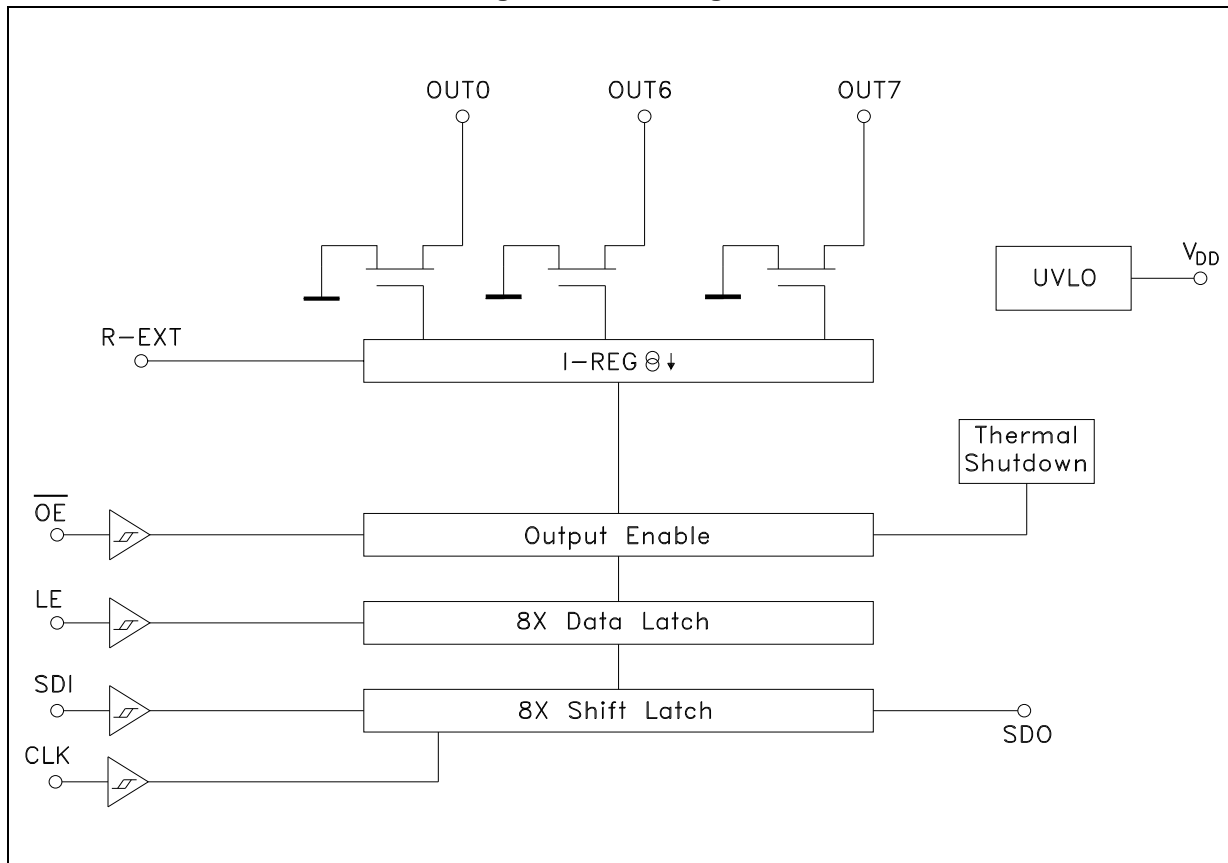 OUT0 OUT6 OUT7
VDD
UVLO
R-EXT
I-REG
Thermal
Shutdown
OE
Output Enable
LE
8X Data Latch
SDI
8X Shift Latch
SDO
CLK